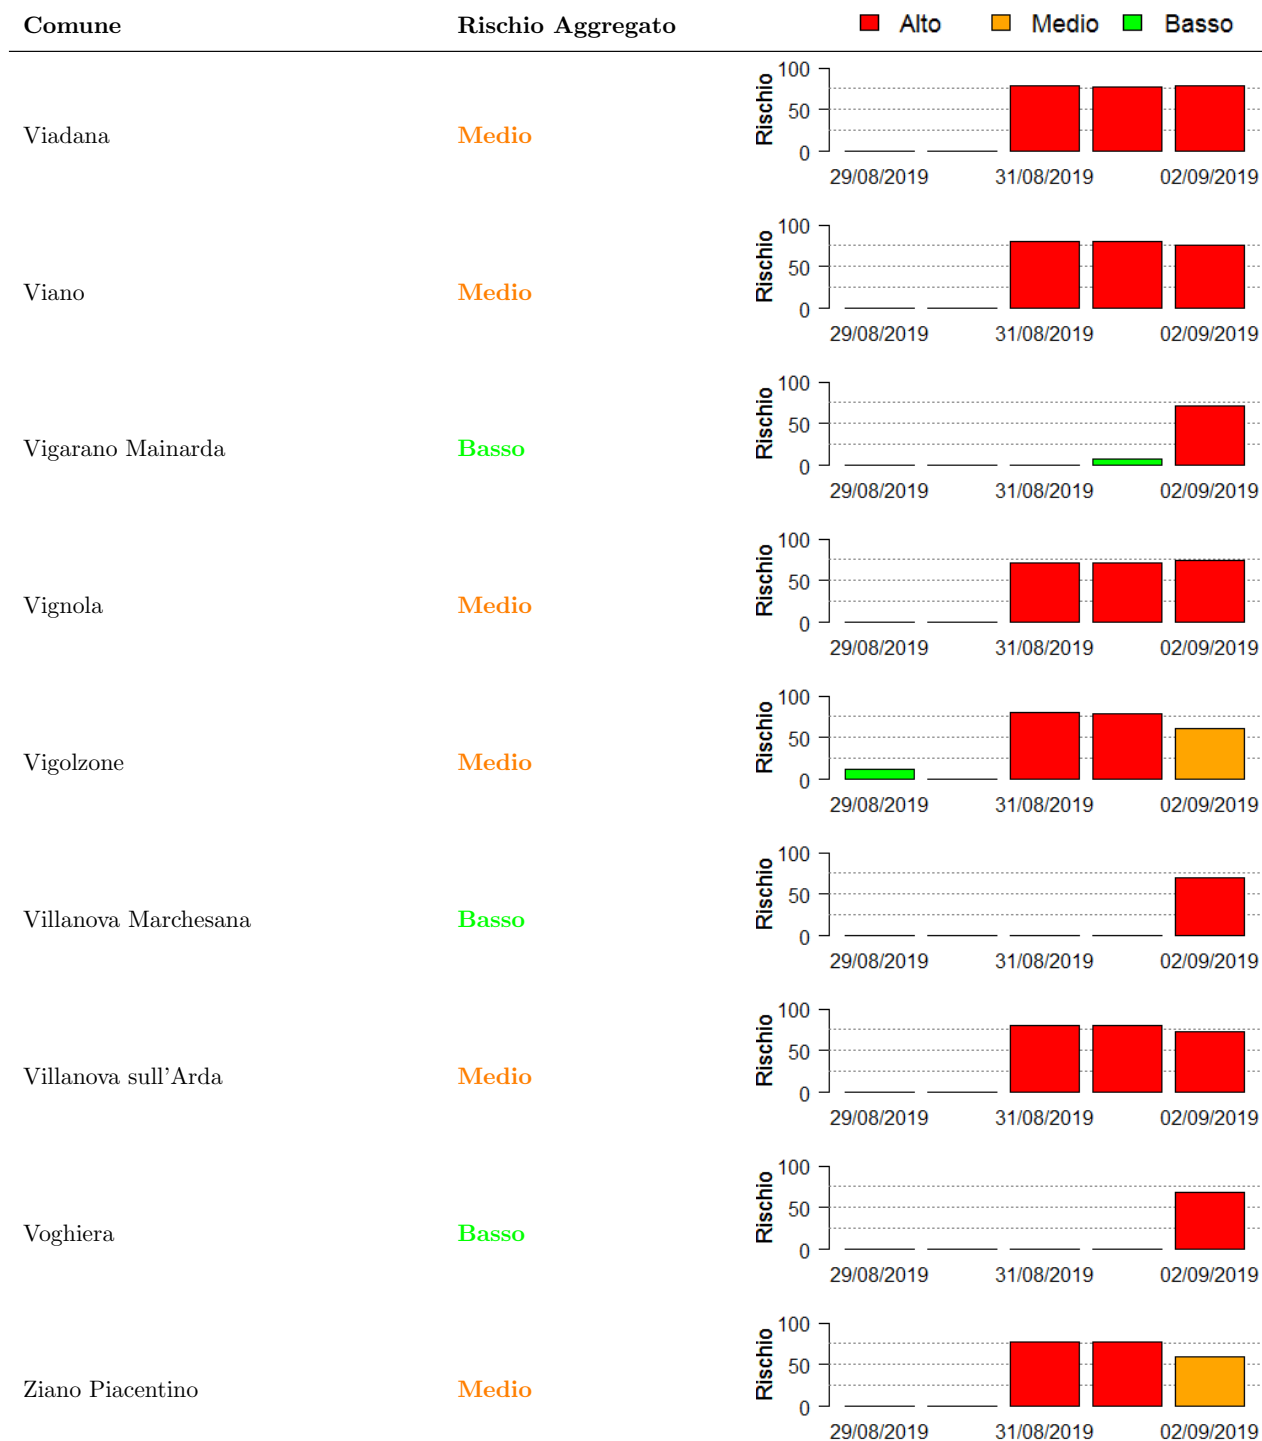 Comune Rischio Aggregato Alto Medio Basso
100
50
0
Rischio
Viadana Medio
29/08/2019 31/08/2019 02/09/2019
100
50
0
Rischio
Viano Medio
29/08/2019 31/08/2019 02/09/2019
100
50
0
Rischio
Vigarano Mainarda Basso
29/08/2019 31/08/2019 02/09/2019
100
50
0
Rischio
Vignola Medio
29/08/2019 31/08/2019 02/09/2019
100
50
0
Rischio
Vigolzone Medio
29/08/2019 31/08/2019 02/09/2019
100
50
0
Rischio
Villanova Marchesana Basso
29/08/2019 31/08/2019 02/09/2019
100
50
0
Rischio
Villanova sull'Arda Medio
29/08/2019 31/08/2019 02/09/2019
100
50
0
Rischio
Voghiera Basso
29/08/2019 31/08/2019 02/09/2019
100
50
0
Rischio
Ziano Piacentino Medio
29/08/2019 31/08/2019 02/09/2019